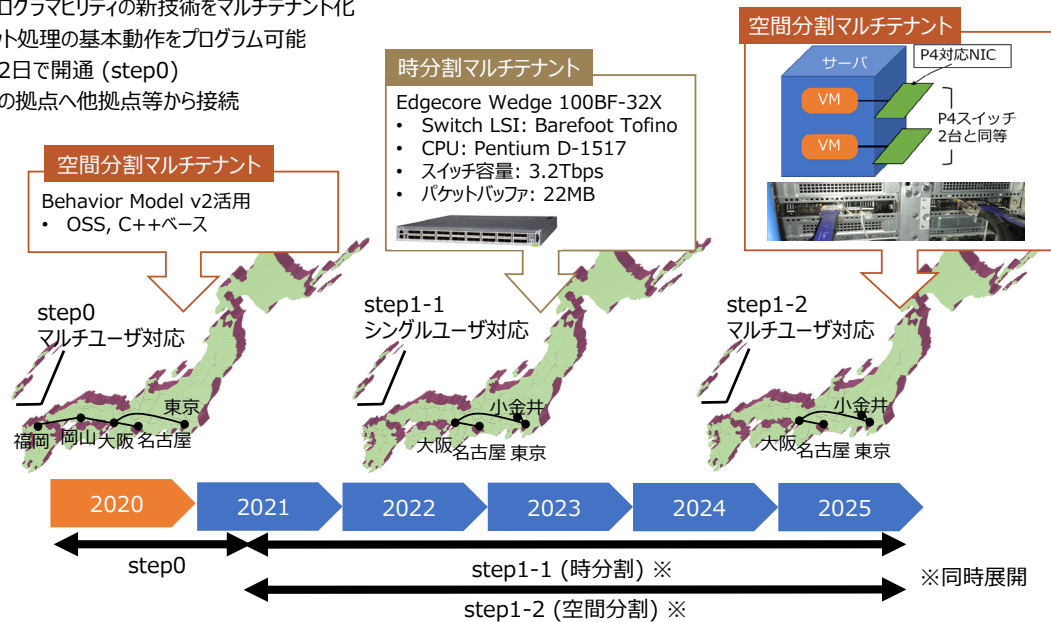 ログラマビリティの新技術をマルチテナント化
ット処理の基本動作をプログラム可能
2日で開通 (step0)
の拠点へ他拠点等から接続
空間分割マルチテナント
Behavior Model v2活用
• OSS, C++ベース
時分割マルチテナント
Edgecore Wedge 100BF-32X
• Switch LSI: Barefoot Tofino
• CPU: Pentium D-1517
• スイッチ容量: 3.2Tbps
• パケットバッファ: 22MB
空間分割マルチテナント
サーバ
P4対応NIC
VM
VM
P4スイッチ
2台と同等
step0
マルチユーザ対応
東京
福岡 岡山 大阪 名古屋
step1-1
シングルユーザ対応
小金井
大阪 名古屋 東京
step1-2
マルチユーザ対応
小金井
大阪 名古屋 東京
2020 2021 2022 2023 2024 2025
step0
step1-1 (時分割) ※
step1-2 (空間分割) ※
※同時展開